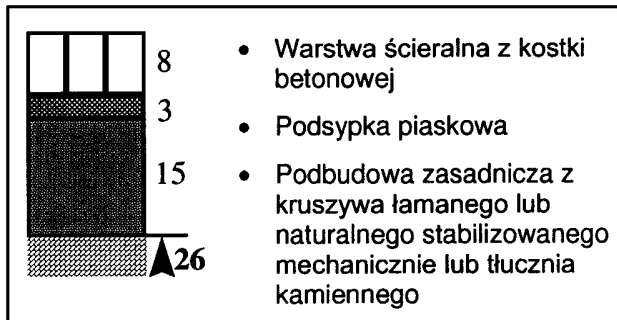 8
3
15
26
• Warstwa ścieralna z kostki
betonowej
• Podsypka piaskowa
• Podbudowa zasadnicza z
kruszywa łamanego lub
naturalnego stabilizowanego
mechanicznie lub tłucznia
kamiennego